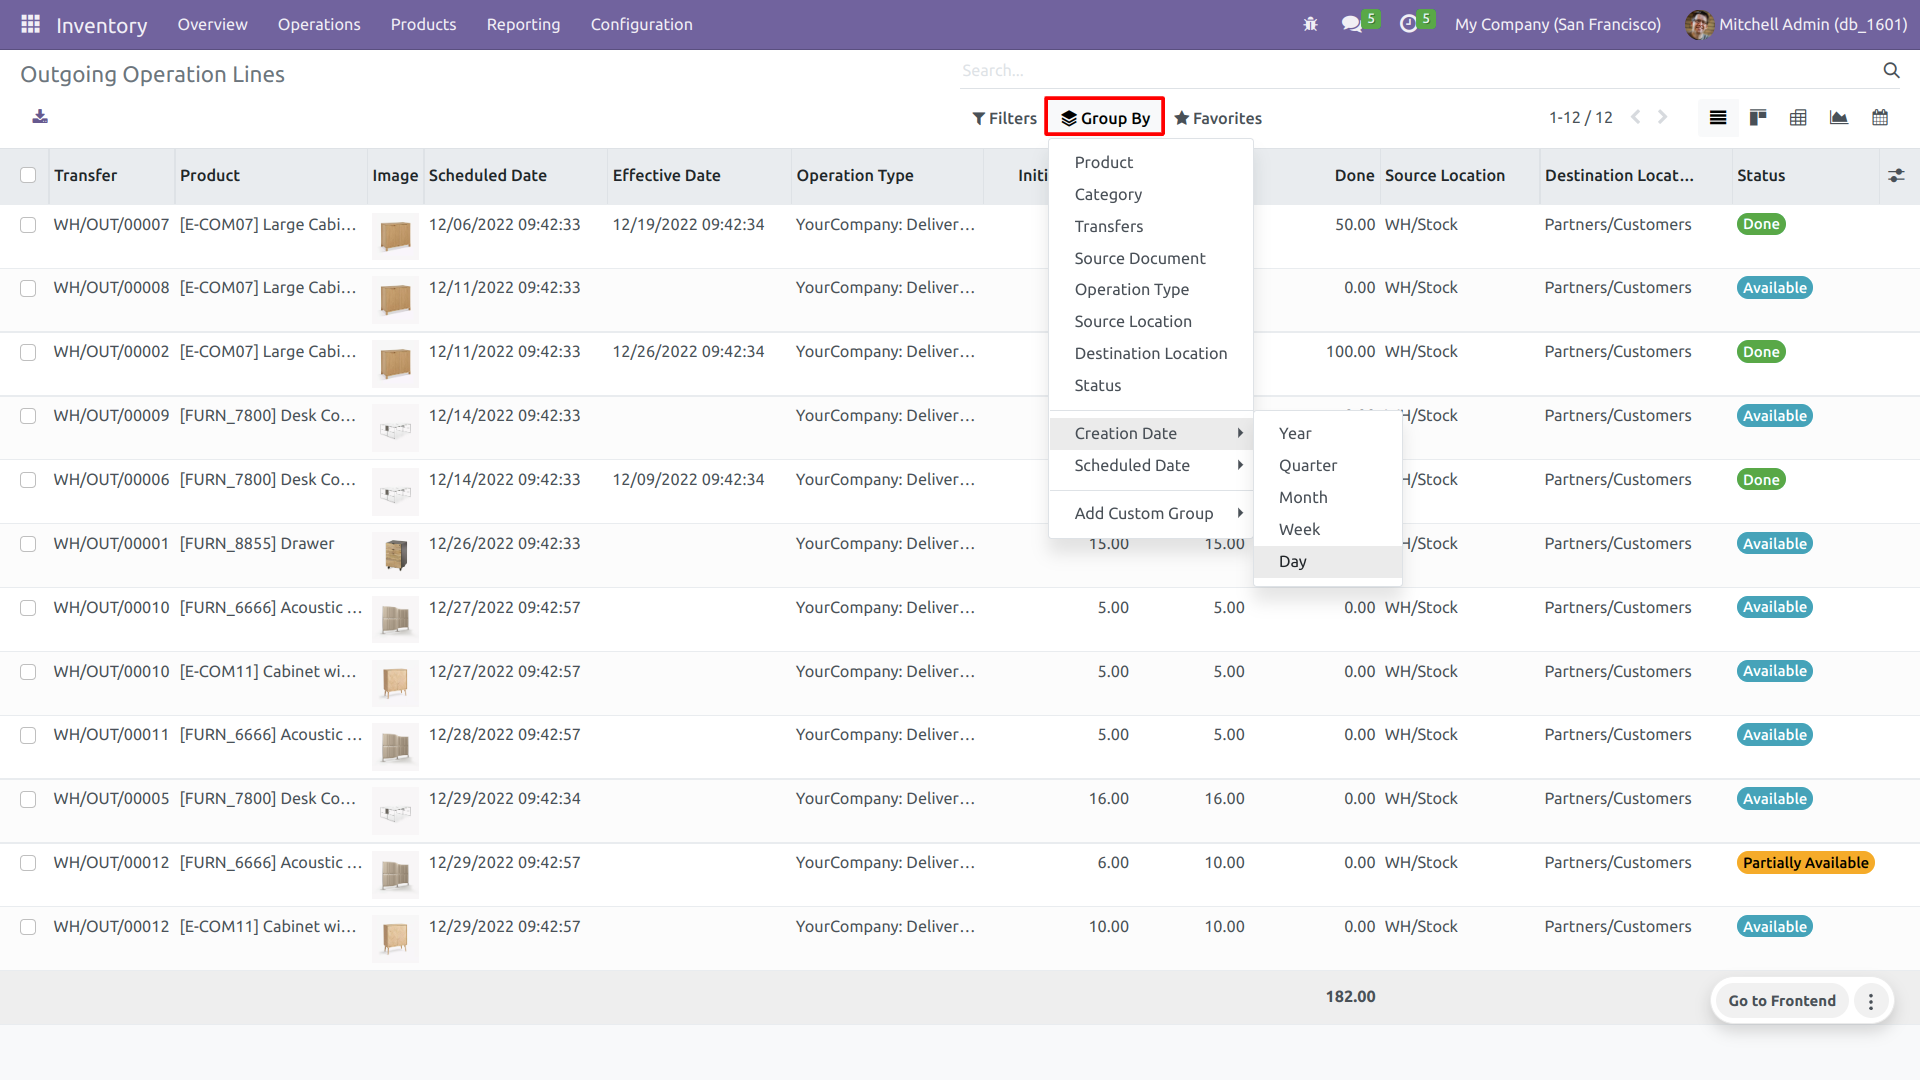 Inventory Overview Operations Products Reporting Configuration 5 5 My Company (San Francisco) Mitchell Admin (db_1601)
Outgoing Operation Lines
Search...
Filters Group By Favorites 1-12 / 12
Transfer Product Image Scheduled Date Effective Date Operation Type Done Source Location Destination Locat... Status
Product
Category
Transfers
Source Document
Operation Type
Source Location
Destination Location
Status
Creation Date
Scheduled Date
Add Custom Group
Year
Quarter
Month
Week
Day
WH/OUT/00007 [E-COM07] Large Cabi... 12/06/2022 09:42:33 12/19/2022 09:42:34 YourCompany: Deliver... 50.00 WH/Stock Partners/Customers Done
WH/OUT/00008 [E-COM07] Large Cabi... 12/11/2022 09:42:33 YourCompany: Deliver... 0.00 WH/Stock Partners/Customers Available
WH/OUT/00002 [E-COM07] Large Cabi... 12/11/2022 09:42:33 12/26/2022 09:42:34 YourCompany: Deliver... 100.00 WH/Stock Partners/Customers Done
WH/OUT/00009 [FURN_7800] Desk Co... 12/14/2022 09:42:33 YourCompany: Deliver... Partners/Customers Available
WH/OUT/00006 [FURN_7800] Desk Co... 12/14/2022 09:42:33 12/09/2022 09:42:34 YourCompany: Deliver... Partners/Customers Done
WH/OUT/00001 [FURN_8855] Drawer 12/26/2022 09:42:33 YourCompany: Deliver... 15.00 15.00 Partners/Customers Available
WH/OUT/00010 [FURN_6666] Acoustic ... 12/27/2022 09:42:57 YourCompany: Deliver... 5.00 5.00 0.00 WH/Stock Partners/Customers Available
WH/OUT/00010 [E-COM11] Cabinet wi... 12/27/2022 09:42:57 YourCompany: Deliver... 5.00 5.00 0.00 WH/Stock Partners/Customers Available
WH/OUT/00011 [FURN_6666] Acoustic ... 12/28/2022 09:42:57 YourCompany: Deliver... 5.00 5.00 0.00 WH/Stock Partners/Customers Available
WH/OUT/00005 [FURN_7800] Desk Co... 12/29/2022 09:42:34 YourCompany: Deliver... 16.00 16.00 0.00 WH/Stock Partners/Customers Available
WH/OUT/00012 [FURN_6666] Acoustic ... 12/29/2022 09:42:57 YourCompany: Deliver... 6.00 10.00 0.00 WH/Stock Partners/Customers Partially Available
WH/OUT/00012 [E-COM11] Cabinet wi... 12/29/2022 09:42:57 YourCompany: Deliver... 10.00 10.00 0.00 WH/Stock Partners/Customers Available
182.00
Go to Frontend